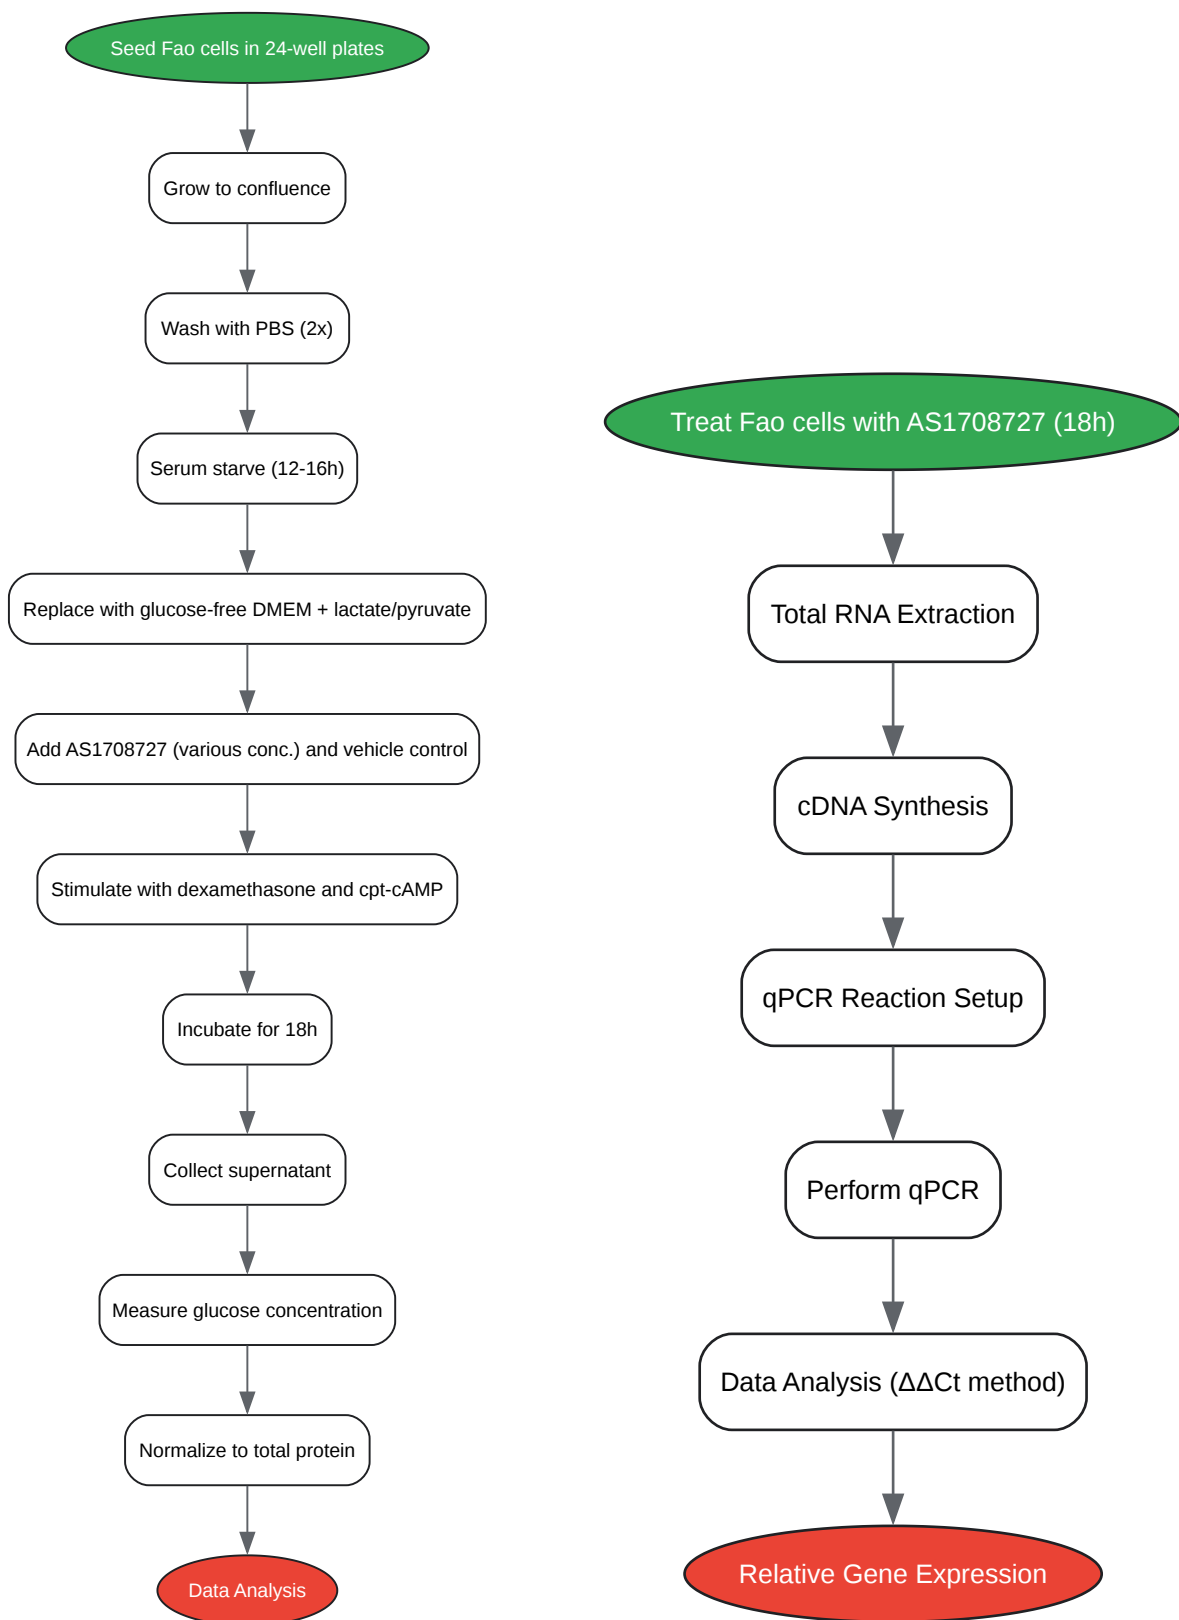 Seed Fao cells in 24-well plates
Grow to confluence
Wash with PBS (2x)
Serum starve (12-16h)
Replace with glucose-free DMEM + lactate/pyruvate
Add AS1708727 (various conc.) and vehicle control
Stimulate with dexamethasone and cpt-cAMP
Incubate for 18h
Collect supernatant
Measure glucose concentration
Normalize to total protein
Data Analysis
Treat Fao cells with AS1708727 (18h)
Total RNA Extraction
cDNA Synthesis
qPCR Reaction Setup
Perform qPCR
Data Analysis (ΔΔCt method)
Relative Gene Expression